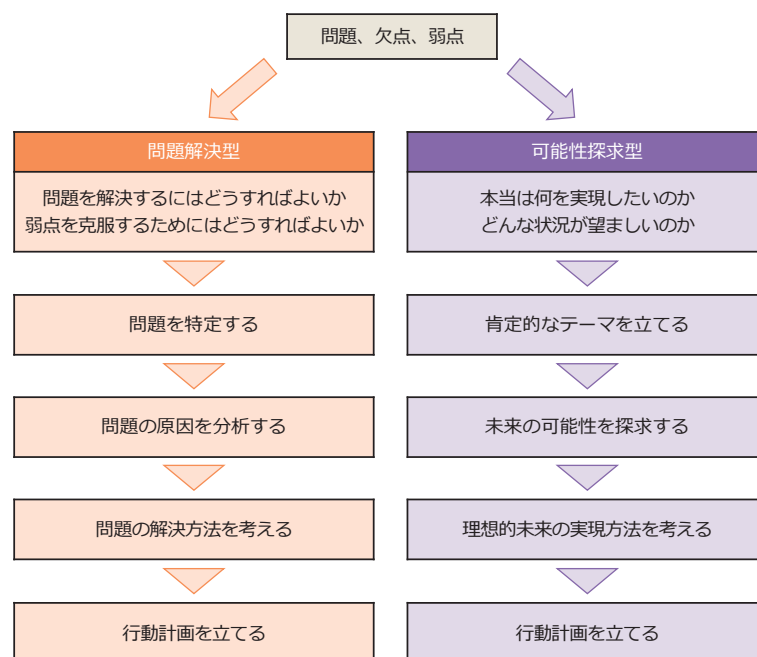 問題、欠点、弱点
問題解決型
問題を解決するにはどうすればよいか
弱点を克服するためにはどうすればよいか
問題を特定する
問題の原因を分析する
問題の解決方法を考える
行動計画を立てる
可能性探求型
本当は何を実現したいのか
どんな状況が望ましいのか
肯定的なテーマを立てる
未来の可能性を探求する
理想的未来の実現方法を考える
行動計画を立てる